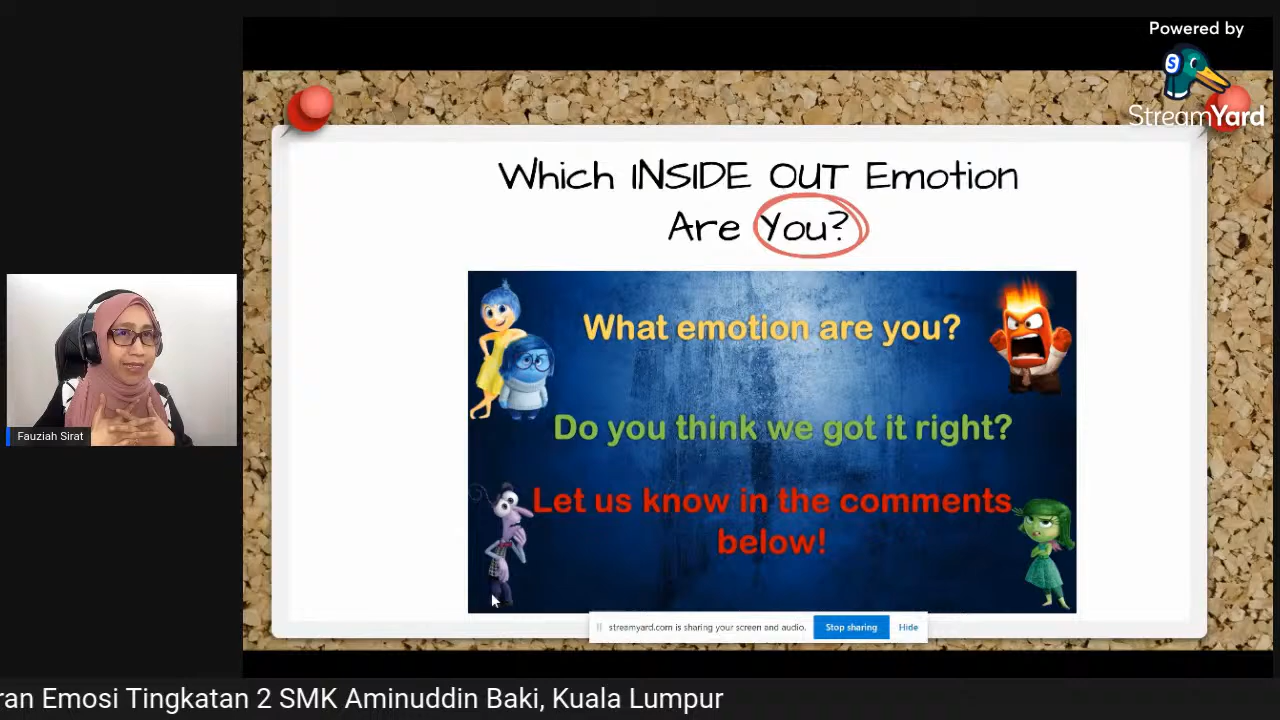 Powered by
StreamYard
Which INSIDE OUT Emotion
Are You?
What emotion are you?
Do you think we got it right?
Let us know in the comments
below!
Fauziah Sirat
streamyard.com is sharing your screen and audio.
Stop sharing
Hide
ran Emosi Tingkatan 2 SMK Aminuddin Baki, Kuala Lumpur